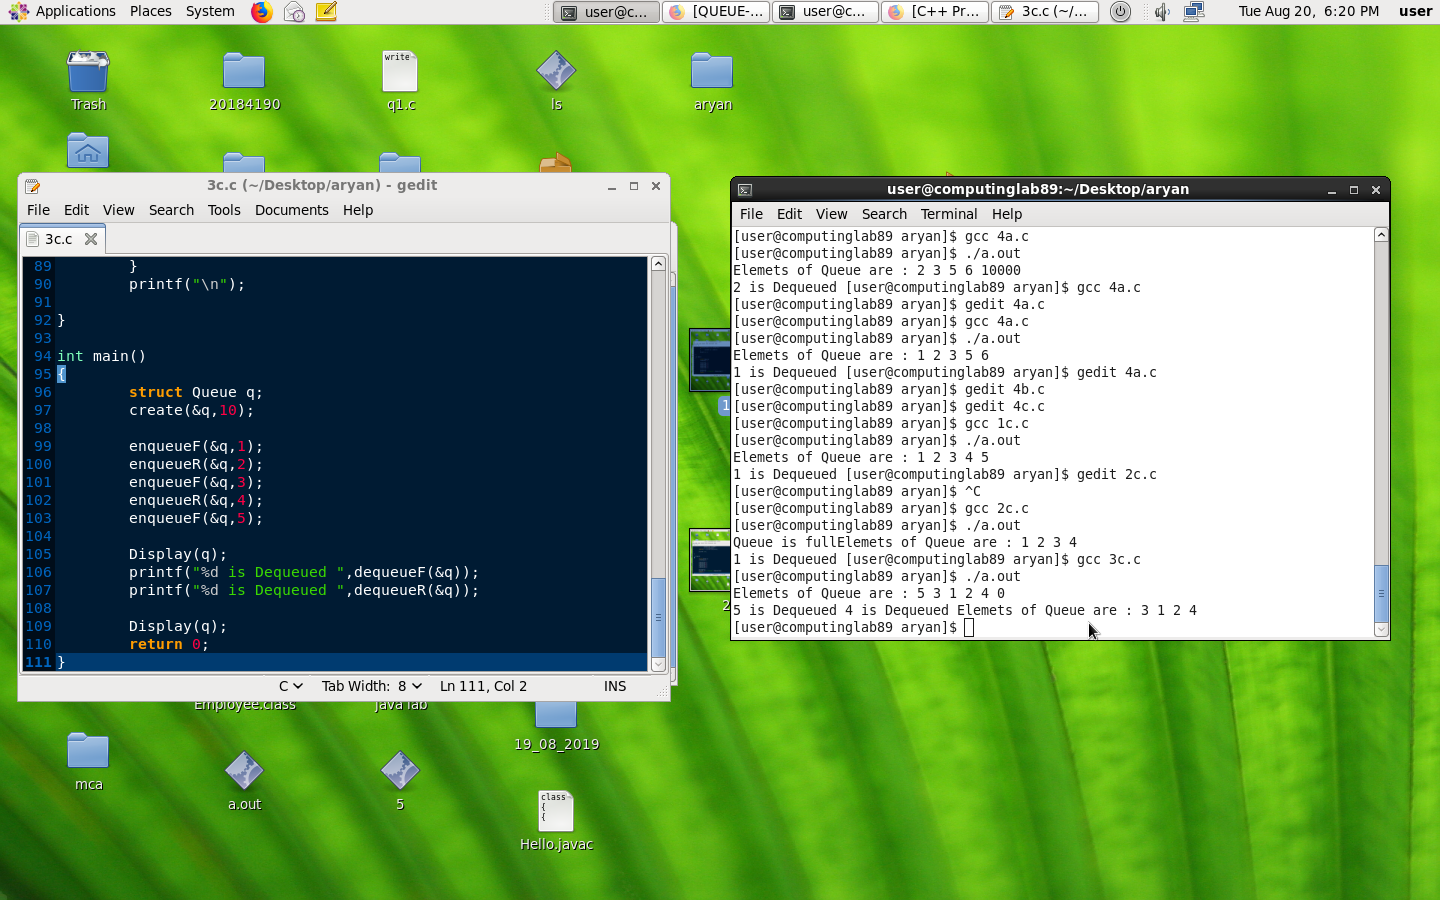 Applications Places System
user@c...
[QUEUE-...
user@c...
[C++ Pr...
3c.c (~/...
Tue Aug 20, 6:20 PM user
write
Trash
20184190
q1.c
ls
aryan
3c.c (~/Desktop/aryan) - gedit
File Edit View Search Tools Documents Help
3c.c
89 }
90 printf("\n");
91
92 }
93
94 int main()
95 {
96 struct Queue q;
97 create(&q,10);
98
99 enqueueF(&q,1);
100 enqueueR(&q,2);
101 enqueueF(&q,3);
102 enqueueR(&q,4);
103 enqueueF(&q,5);
104
105 Display(q);
106 printf("%d is Dequeued ",dequeueF(&q));
107 printf("%d is Dequeued ",dequeueR(&q));
108
109 Display(q);
110 return 0;
111 }
C Tab Width: 8 Ln 111, Col 2 INS
user@computinglab89:~/Desktop/aryan
File Edit View Search Terminal Help
[user@computinglab89 aryan]$ gcc 4a.c
[user@computinglab89 aryan]$ ./a.out
Elemets of Queue are : 2 3 5 6 10000
2 is Dequeued [user@computinglab89 aryan]$ gcc 4a.c
[user@computinglab89 aryan]$ gedit 4a.c
[user@computinglab89 aryan]$ gcc 4a.c
[user@computinglab89 aryan]$ ./a.out
Elemets of Queue are : 1 2 3 5 6
1 is Dequeued [user@computinglab89 aryan]$ gedit 4a.c
[user@computinglab89 aryan]$ gedit 4b.c
[user@computinglab89 aryan]$ gedit 4c.c
[user@computinglab89 aryan]$ gcc 1c.c
[user@computinglab89 aryan]$ ./a.out
Elemets of Queue are : 1 2 3 4 5
1 is Dequeued [user@computinglab89 aryan]$ gedit 2c.c
[user@computinglab89 aryan]$ ^C
[user@computinglab89 aryan]$ gcc 2c.c
[user@computinglab89 aryan]$ ./a.out
Queue is fullElemets of Queue are : 1 2 3 4
1 is Dequeued [user@computinglab89 aryan]$ gcc 3c.c
[user@computinglab89 aryan]$ ./a.out
Elemets of Queue are : 5 3 1 2 4 0
5 is Dequeued 4 is Dequeued Elemets of Queue are : 3 1 2 4
[user@computinglab89 aryan]$
1
2
Employee.class
java lab
19_08_2019
mca
a.out
5
class
{
{
Hello.javac